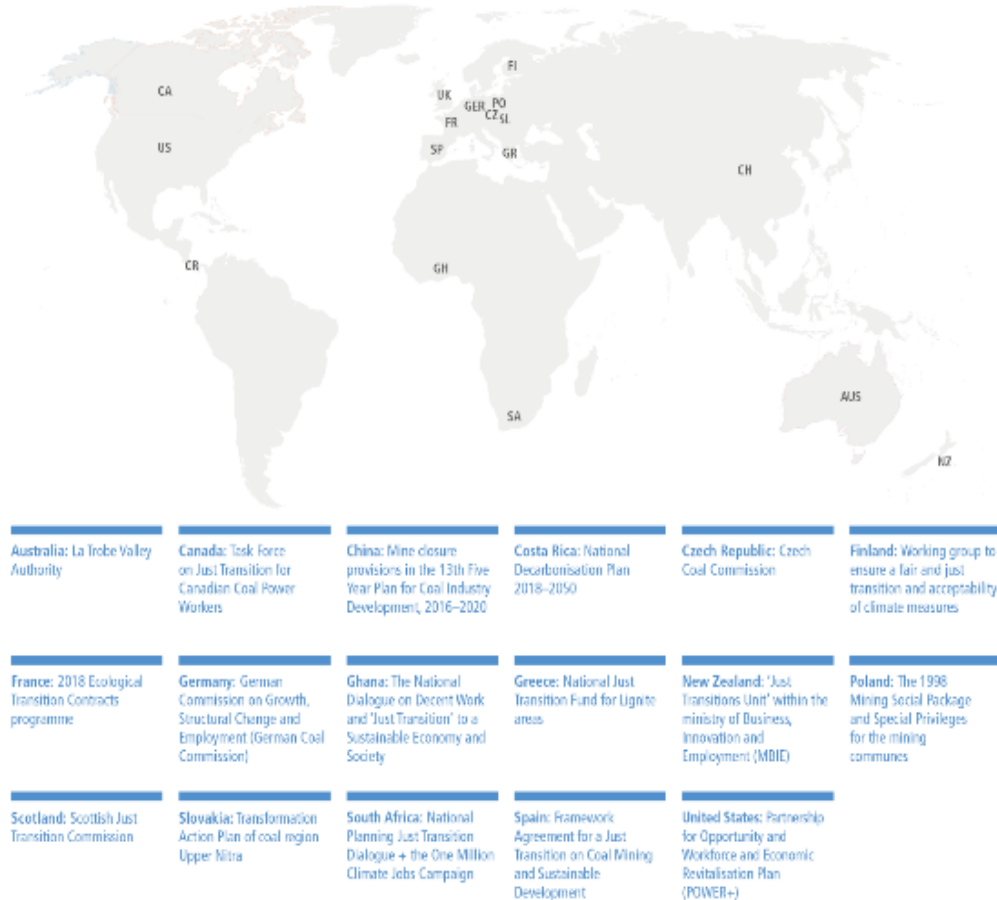 FI
CA
UK
GER
PO
CZ
SL
FR
US
SP
GR
CH
CR
GH
AUS
SA
NZ
Australia: La Trobe Valley
Authority
Canada: Task Force
on Just Transition for
Canadian Coal Power
Workers
China: Mine closure
provisions in the 13th Five
Year Plan for Coal Industry
Development, 2016–2020
Costa Rica: National
Decarbonisation Plan
2018–2050
Czech Republic: Czech
Coal Commission
Finland: Working group to
ensure a fair and just
transition and acceptability
of climate measures
France: 2018 Ecological
Transition Contracts
programme
Germany: German
Commission on Growth,
Structural Change and
Employment (German Coal
Commission)
Ghana: The National
Dialogue on Decent Work
and 'Just Transition' to a
Sustainable Economy and
Society
Greece: National Just
Transition Fund for Lignite
areas
New Zealand: 'Just
Transitions Unit' within the
ministry of Business,
Innovation and
Employment (MBIE)
Poland: The 1998
Mining Social Package
and Special Privileges
for the mining
communes
Scotland: Scottish Just
Transition Commission
Slovakia: Transformation
Action Plan of coal region
Upper Nitra
South Africa: National
Planning Just Transition
Dialogue + the One Million
Climate Jobs Campaign
Spain: Framework
Agreement for a Just
Transition on Coal Mining
and Sustainable
Development
United States: Partnership
for Opportunity and
Workforce and Economic
Revitalisation Plan
(POWER+)